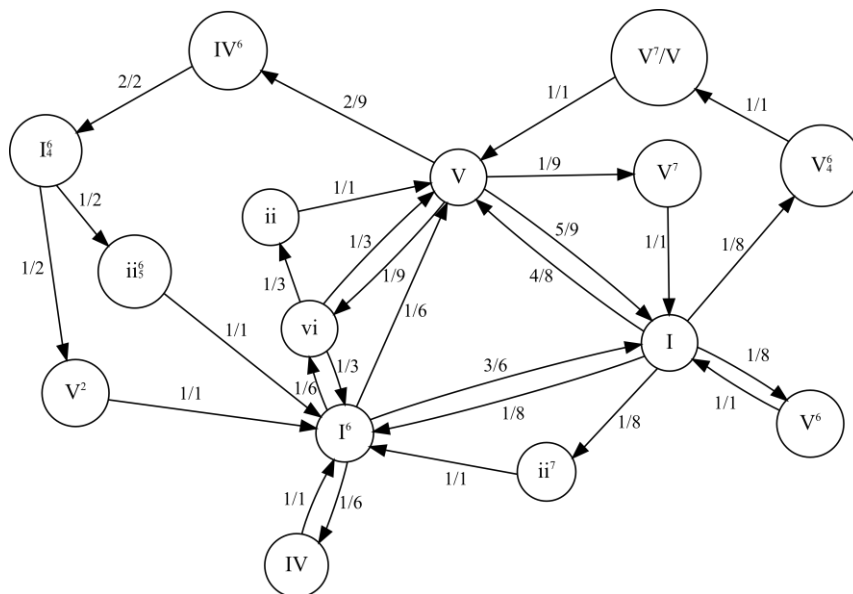 IV⁶
V⁷/V
2/2
2/9
1/1
1/1
I⁶₄
V
1/9
V⁷
V⁶₄
1/2
1/2
ii
1/1
1/3
5/9
1/1
1/8
ii⁶₅
1/3
1/9
4/8
1/6
vi
1/1
I
1/3
1/8
1/6
3/6
V²
1/1
1/8
1/8
1/1
V⁶
I⁶
1/1
ii⁷
1/1
1/6
IV